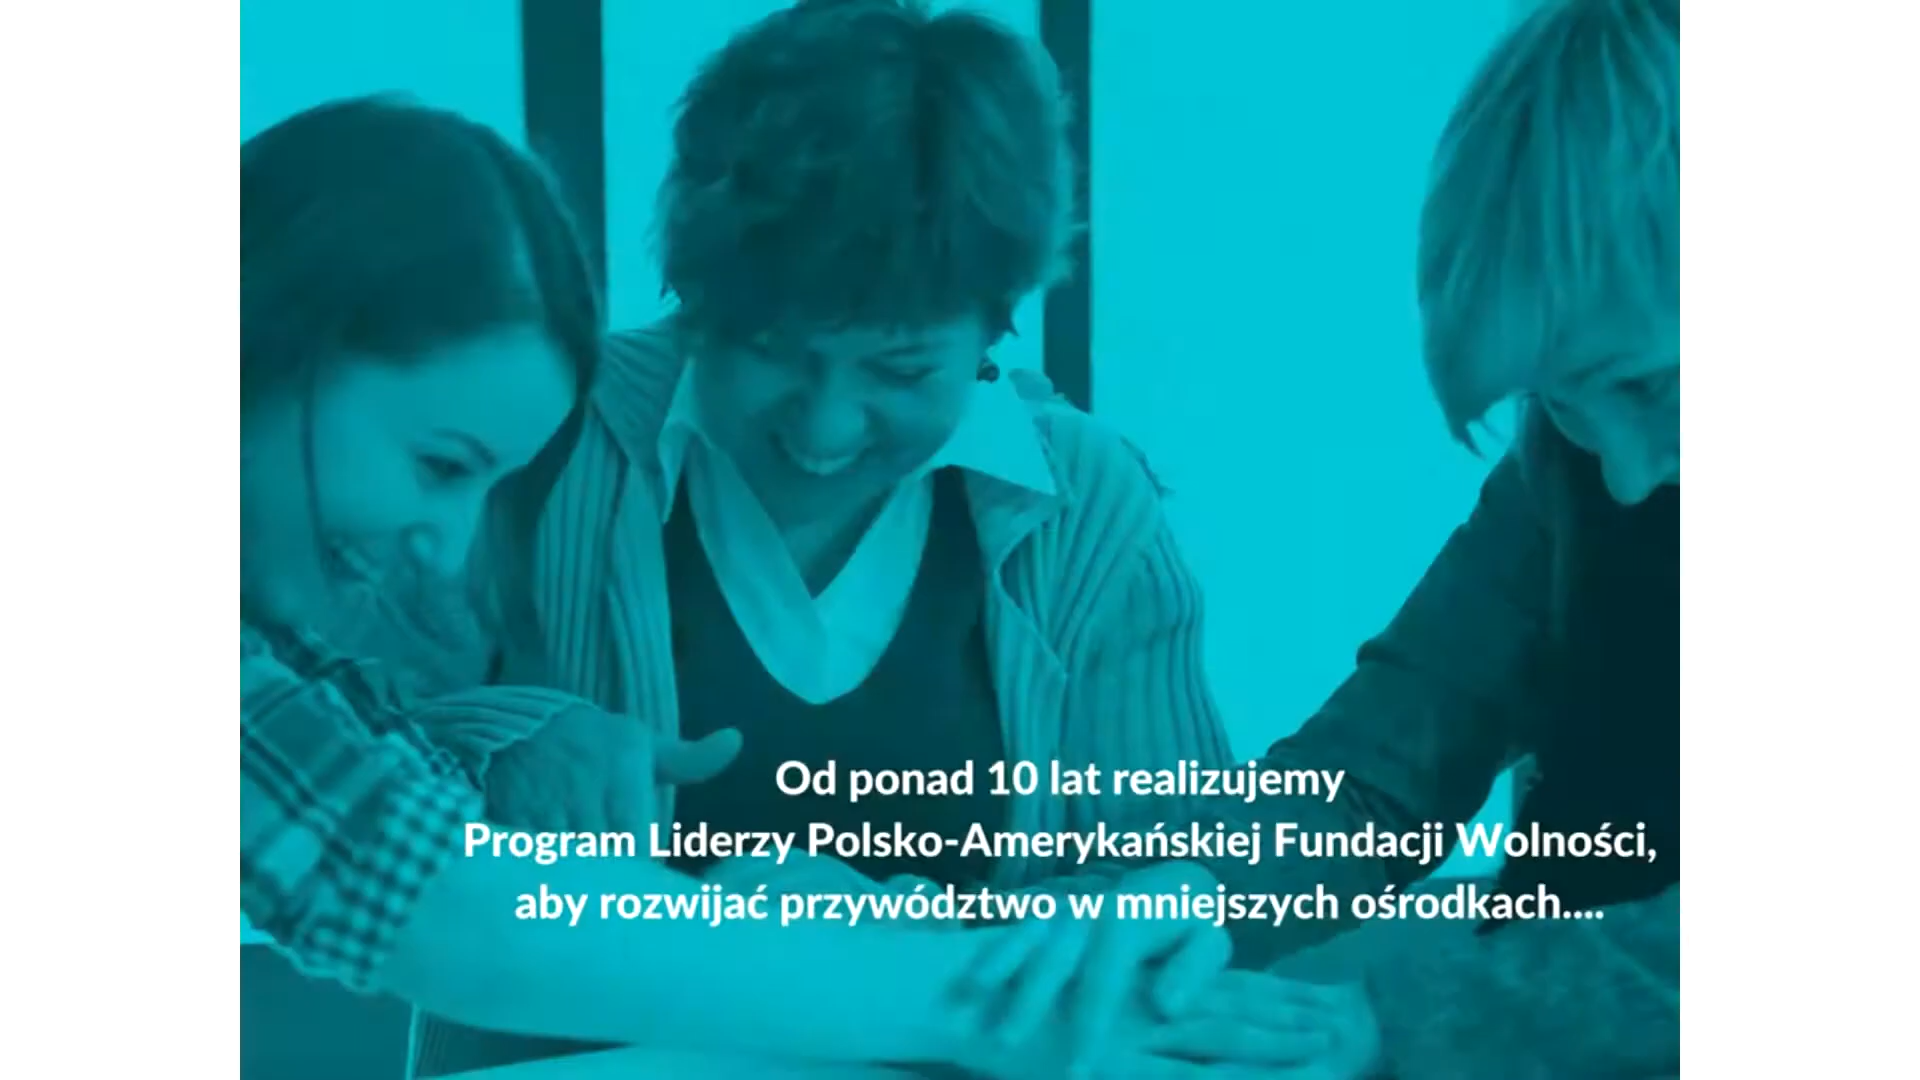 Od ponad 10 lat realizujemy
Program Liderzy Polsko-Amerykańskiej Fundacji Wolności,
aby rozwijać przywództwo w mniejszych ośrodkach....